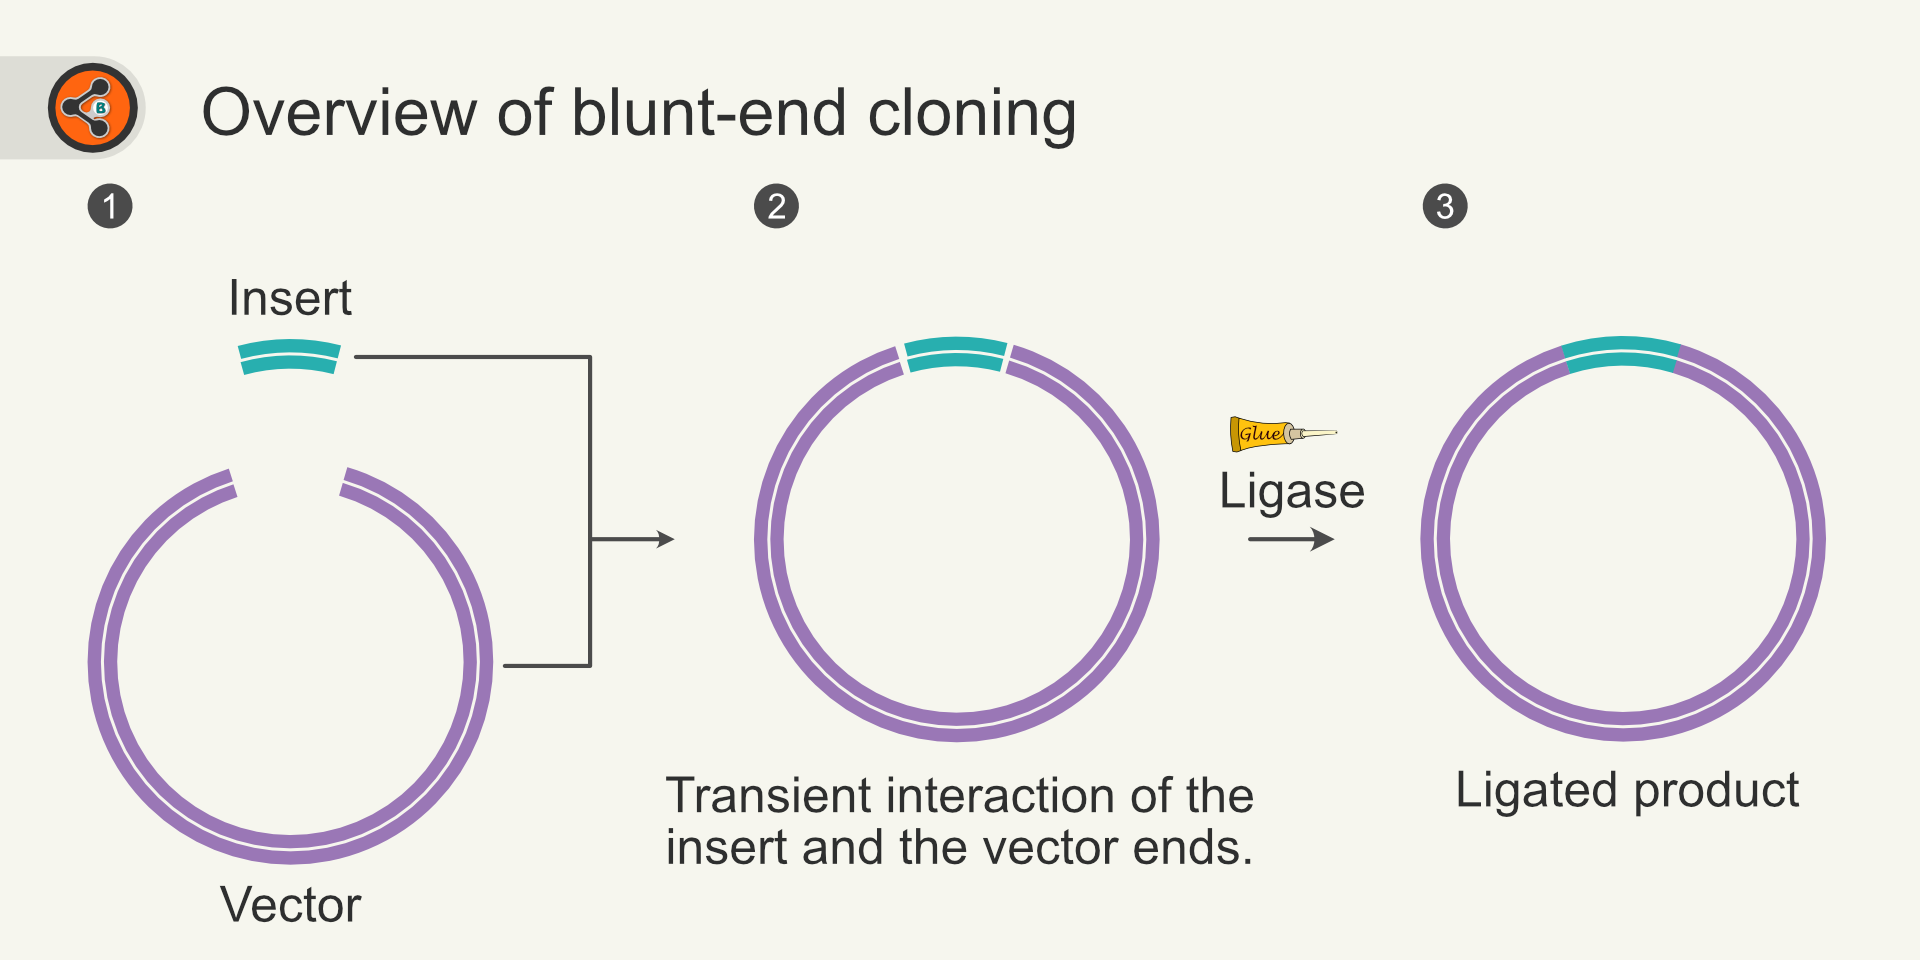 B
Overview of blunt-end cloning
1
2
3
Insert
Glue
Ligase
Vector
Transient interaction of the
insert and the vector ends.
Ligated product